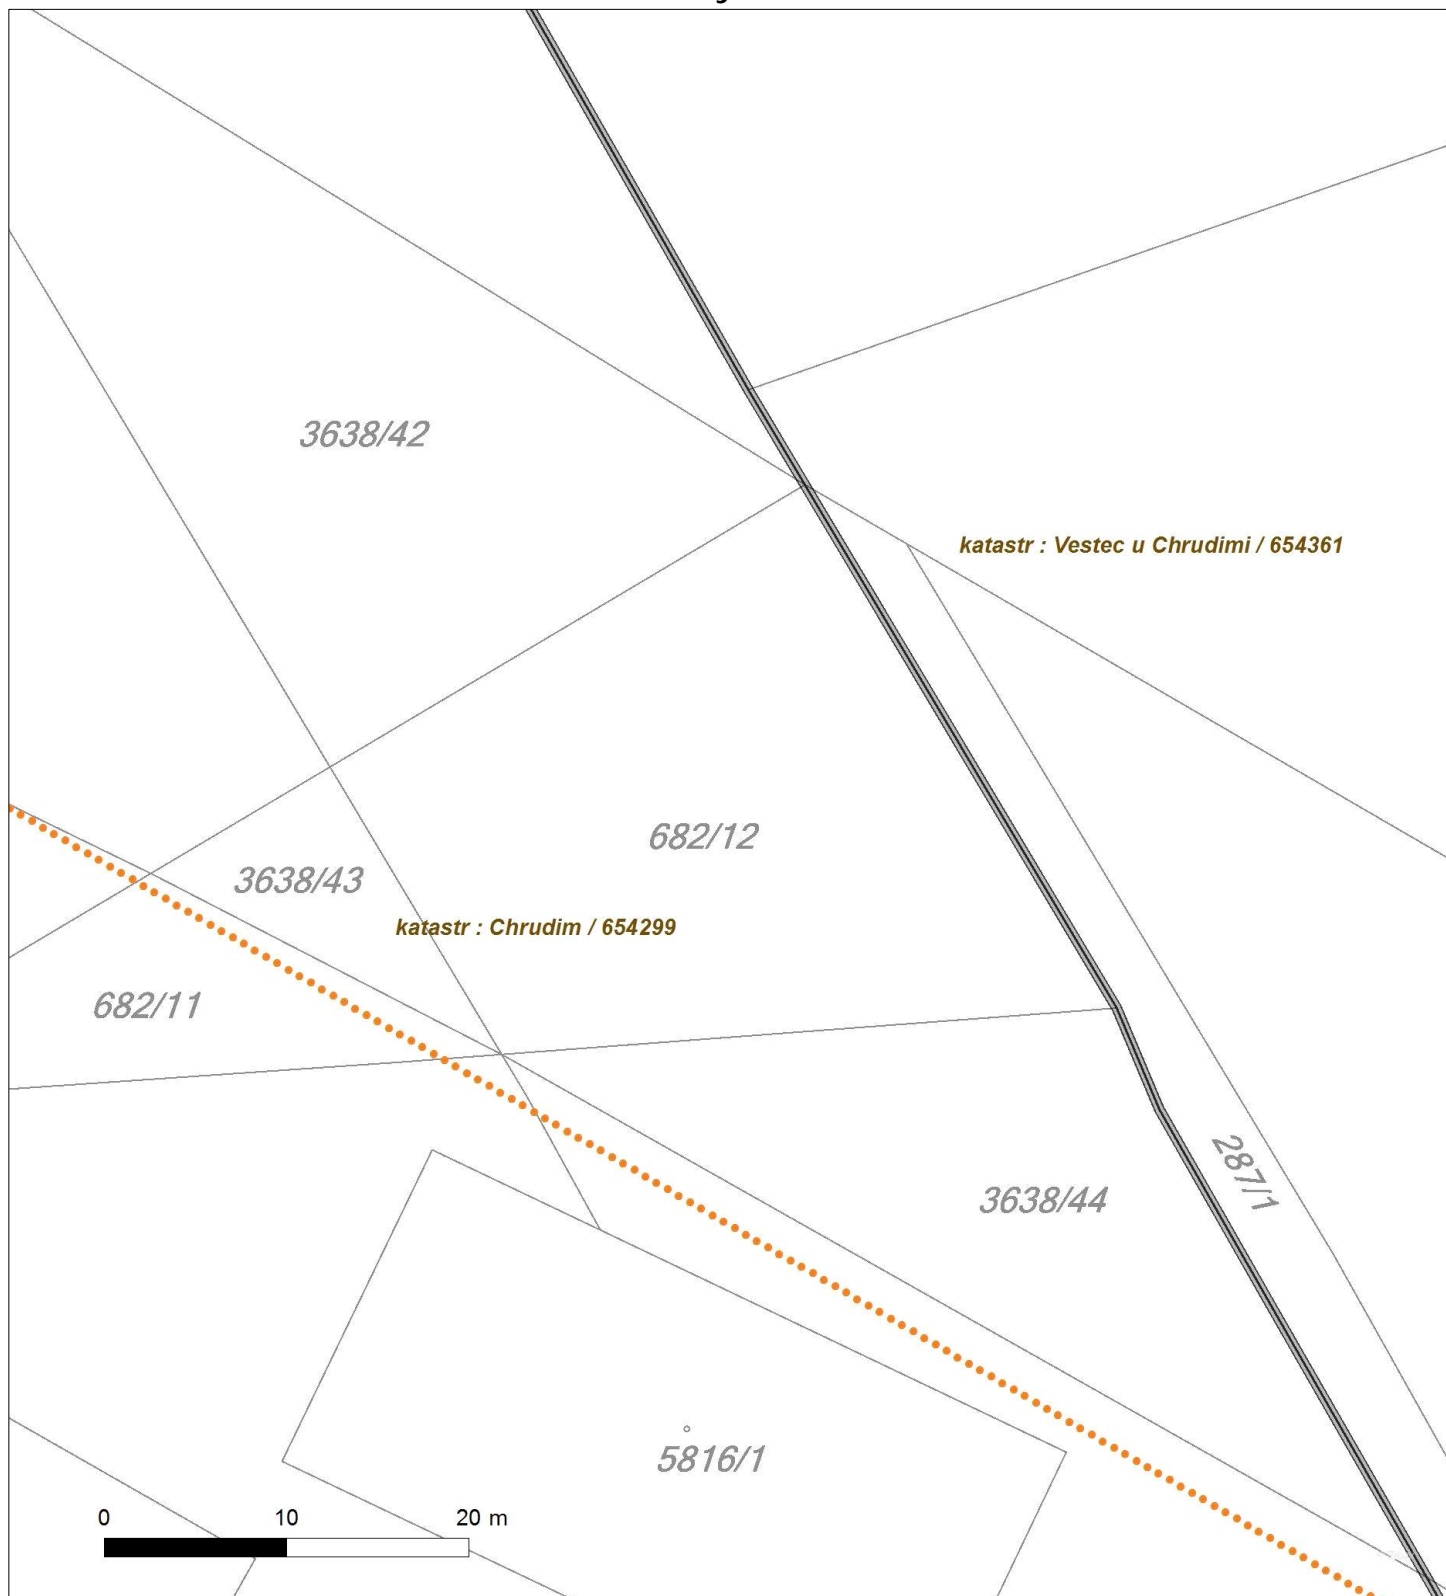 3638/42
katastr : Vestec u Chrudimi / 654361
682/12
3638/43
katastr : Chrudim / 654299
682/11
287/1
3638/44
5816/1
0 10 20 m